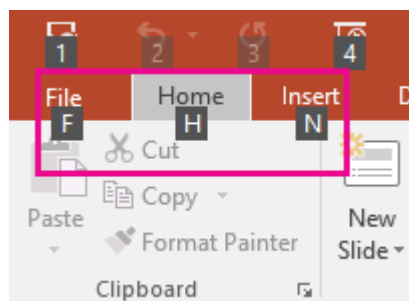 1 2 3 4
File Home Insert D
F H N
Cut
Copy
Paste
Format Painter
New
Slide
Clipboard